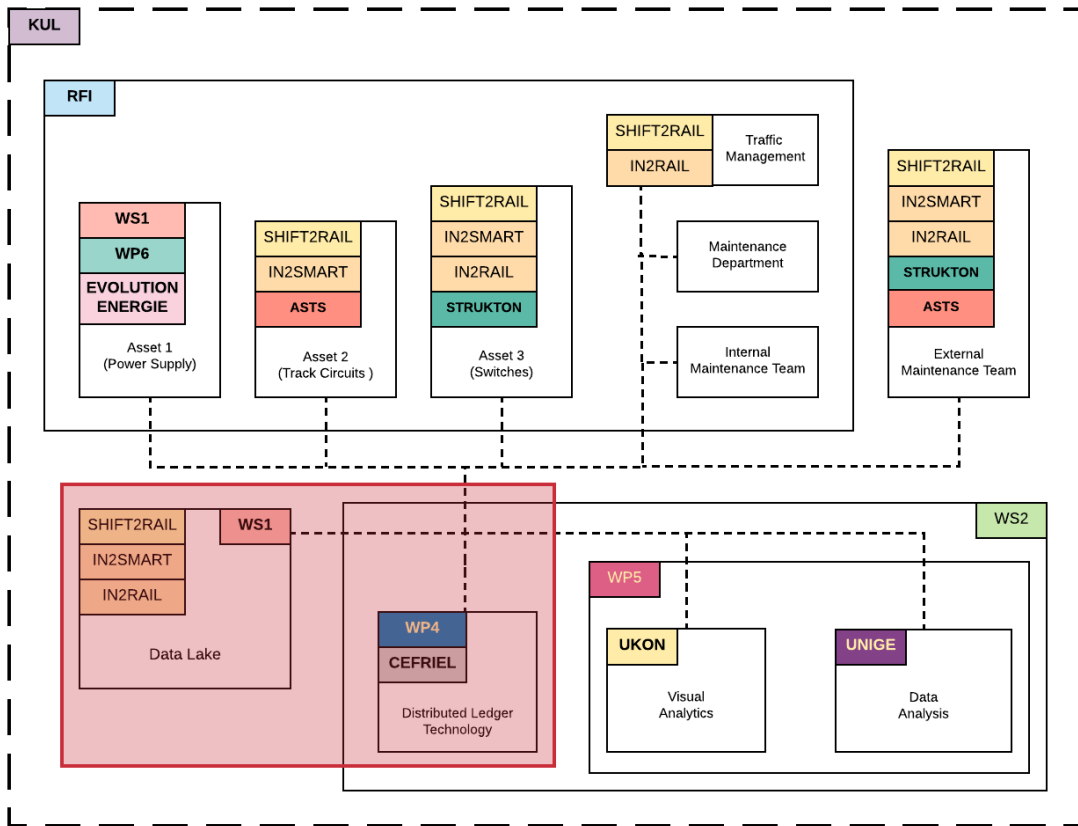 KUL
RFI
SHIFT2RAIL
IN2RAIL
Traffic
Management
WS1
WP6
EVOLUTION
ENERGIE
Asset 1
(Power Supply)
SHIFT2RAIL
IN2SMART
ASTS
Asset 2
(Track Circuits )
SHIFT2RAIL
IN2SMART
IN2RAIL
STRUKTON
Asset 3
(Switches)
Maintenance
Department
Internal
Maintenance Team
SHIFT2RAIL
IN2SMART
IN2RAIL
STRUKTON
ASTS
External
Maintenance Team
SHIFT2RAIL
IN2SMART
IN2RAIL
WS1
Data Lake
WS2
WP4
CEFRIEL
Distributed Ledger
Technology
WP5
UKON
Visual
Analytics
UNIGE
Data
Analysis